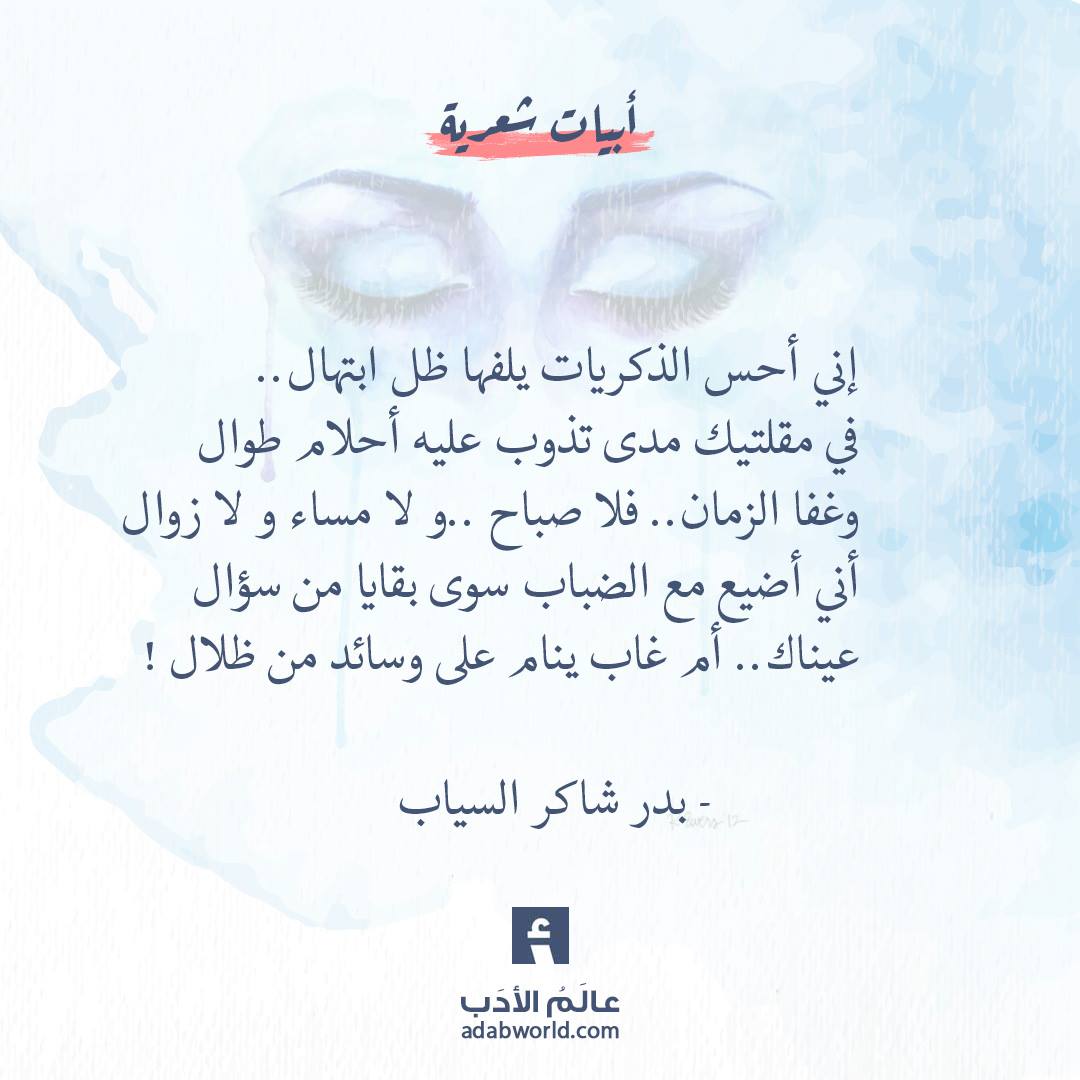 أبيات شعرية
إني أحس الذكريات يلفها ظل ابتهال..
في مقلتيك مدى تذوب عليه أحلام طوال
وغفا الزمان.. فلا صباح ..و لا مساء و لا زوال
أني أضيع مع الضباب سوى بقايا من سؤال
عيناك.. أم غاب ينام على وسائد من ظلال !
- بدر شاكر السياب
أ
عالَمُ الأدَب
adabworld.com